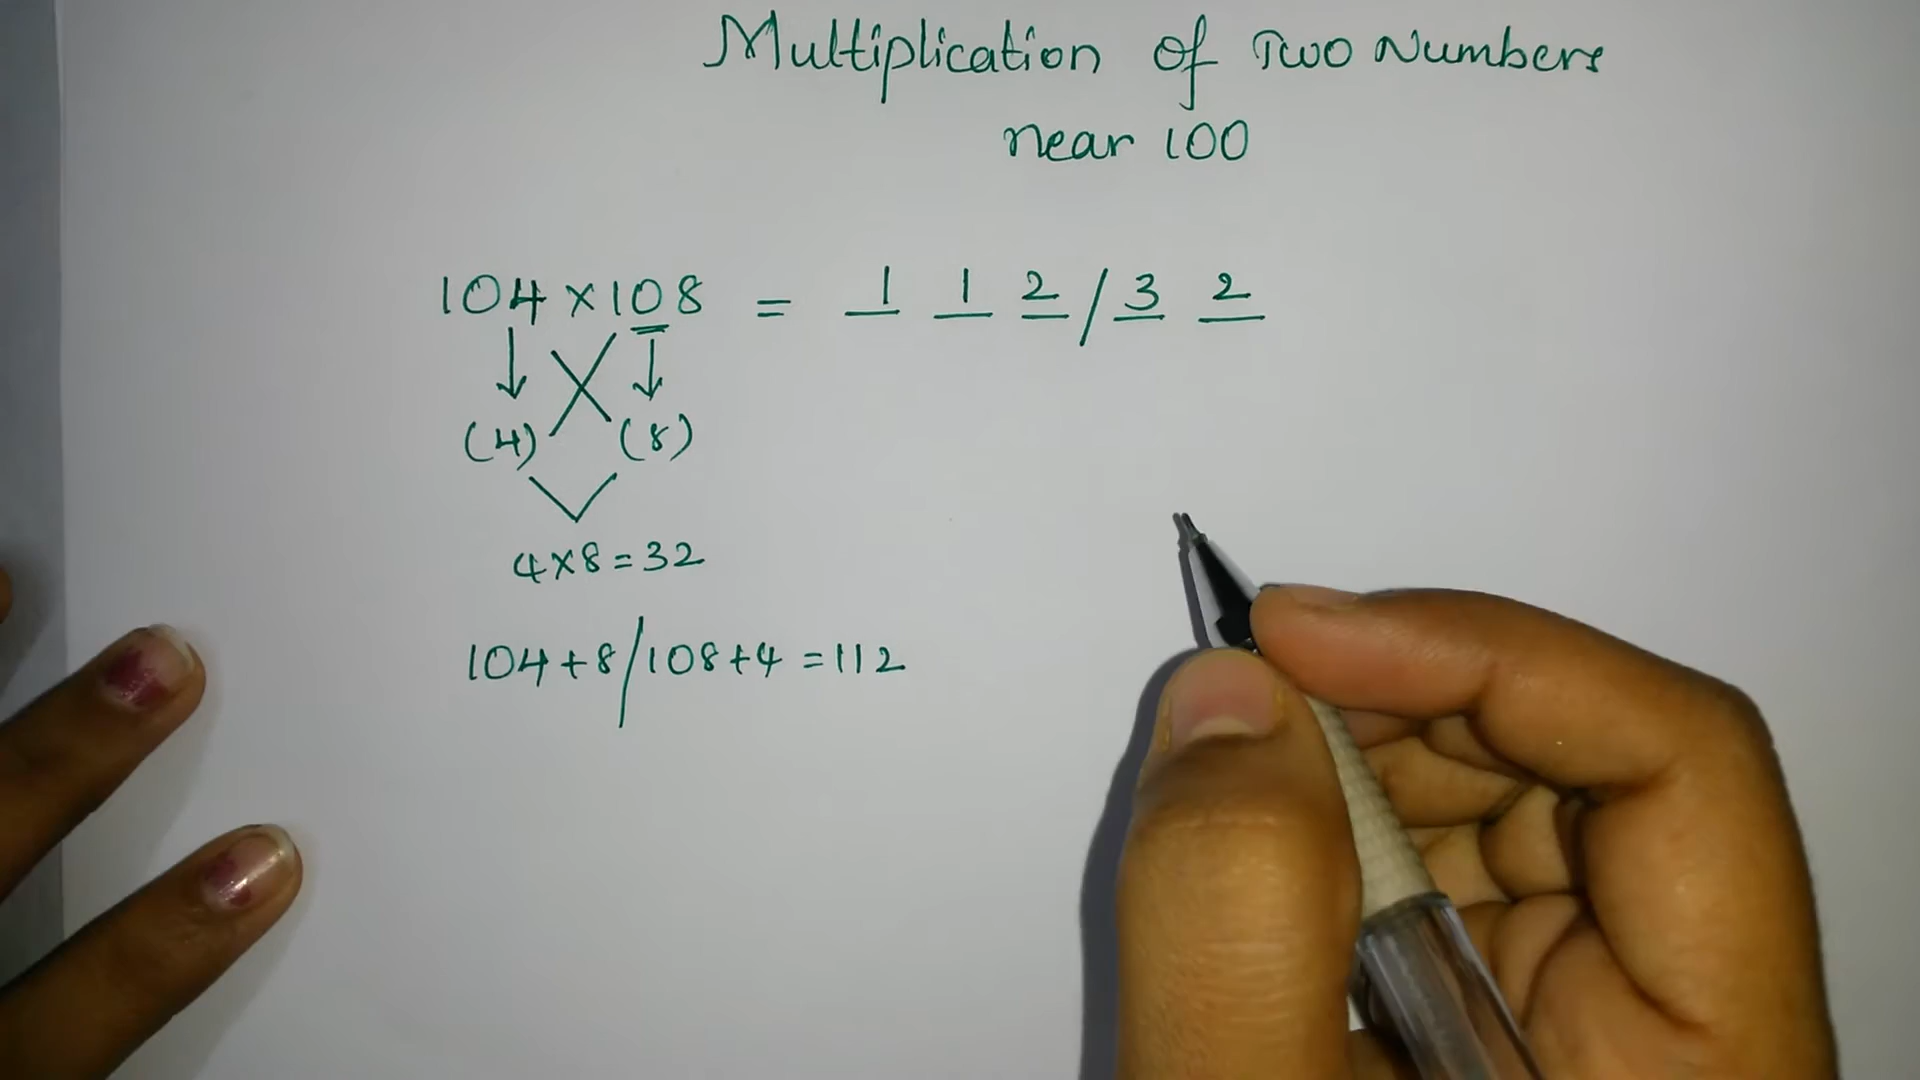 Multiplication of Two Numbers
near 100
104×108 = 1 1 2/3 2
(4) (8)
4×8=32
104+8/108+4=112